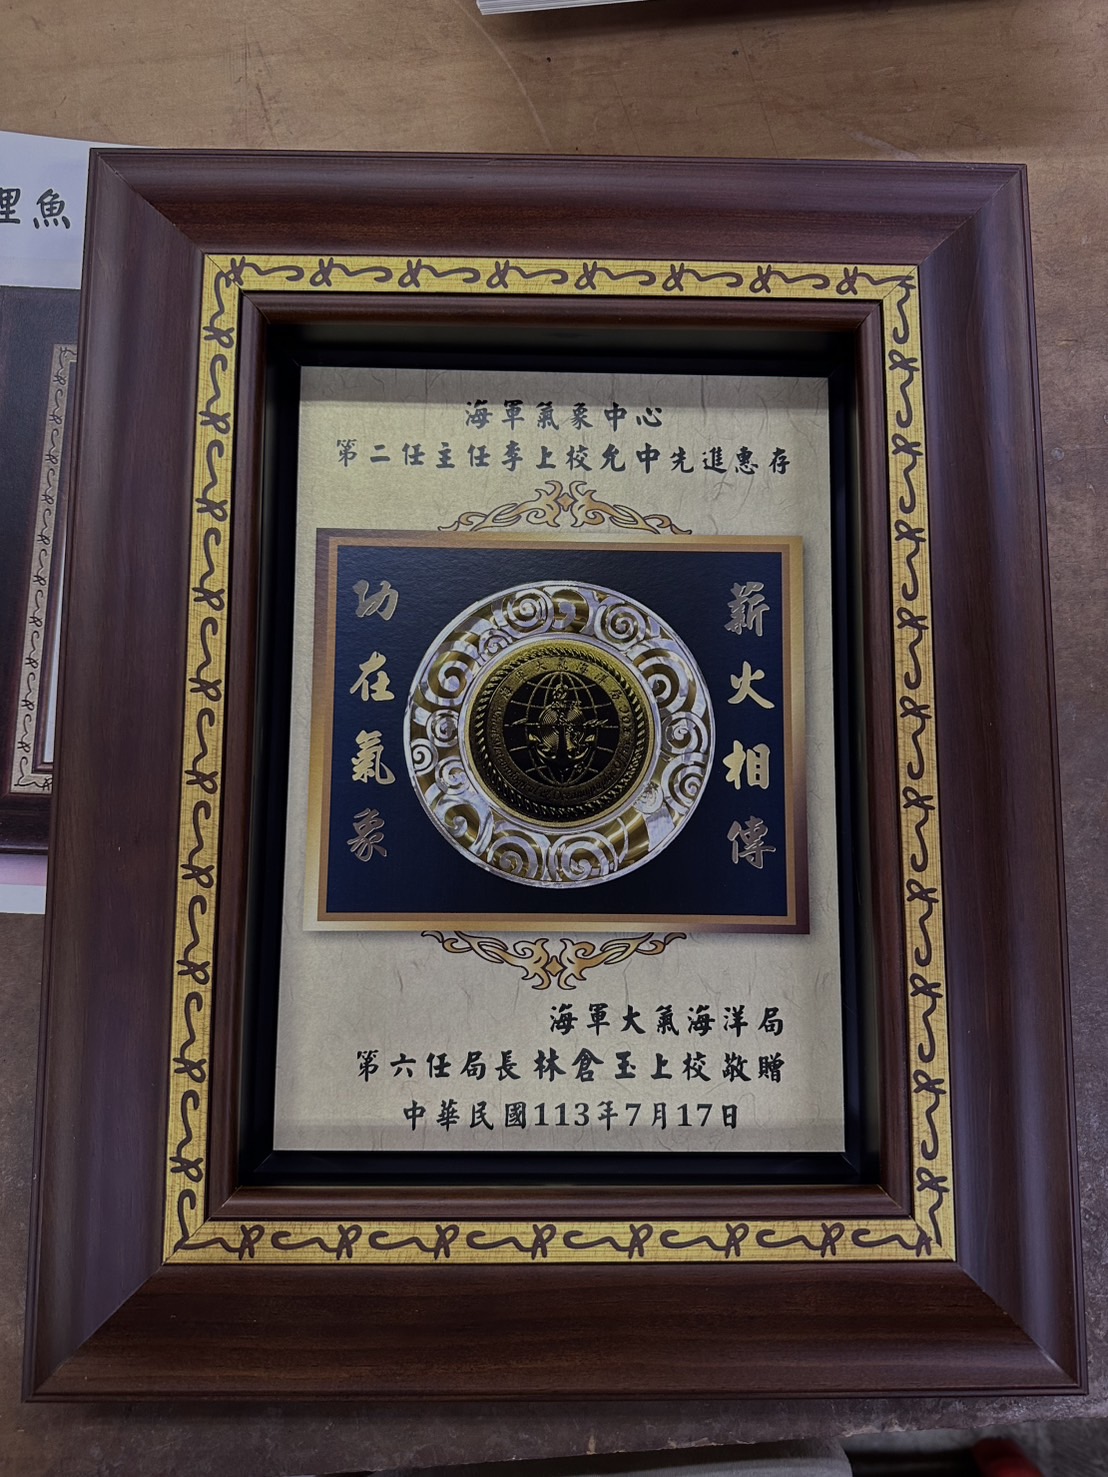 魚
海軍氣象中心
第二任主任李上校允中先進惠存
薪火相傳
功在氣象
海軍大氣海洋局
第六任局長林倉玉上校敬贈
中華民國113年7月17日